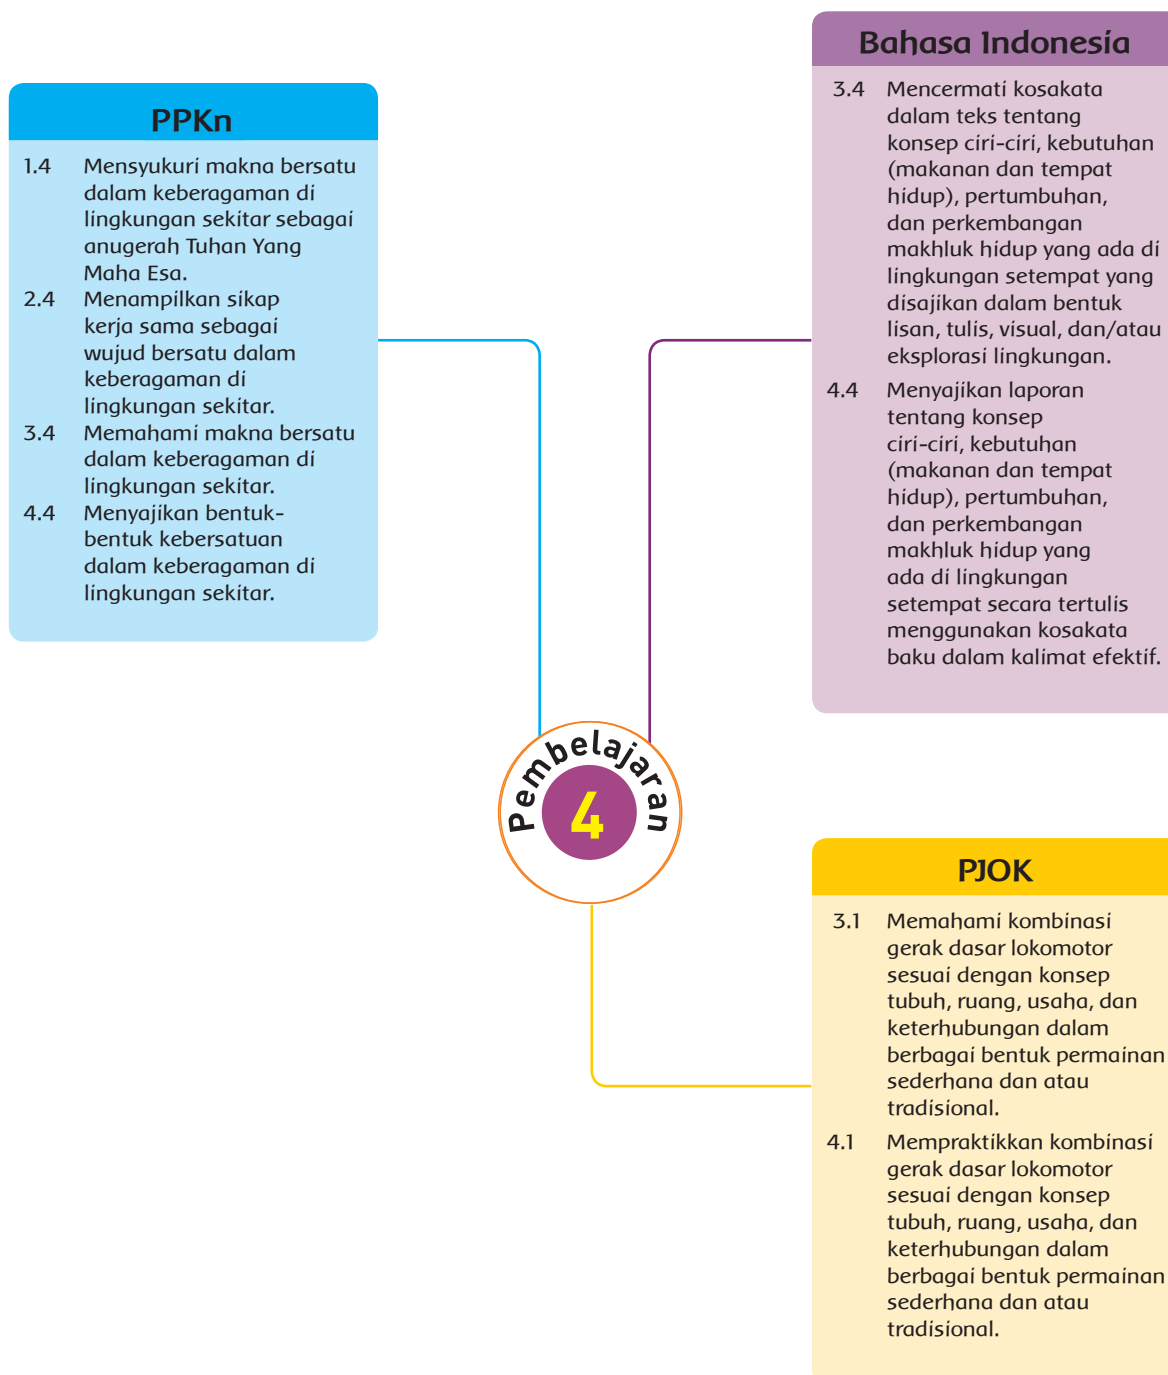 PPKn
1.4 Mensyukuri makna bersatu
dalam keberagaman di
lingkungan sekitar sebagai
anugerah Tuhan Yang
Maha Esa.
2.4 Menampilkan sikap
kerja sama sebagai
wujud bersatu dalam
keberagaman di
lingkungan sekitar.
3.4 Memahami makna bersatu
dalam keberagaman di
lingkungan sekitar.
4.4 Menyajikan bentuk-
bentuk kebersatuan
dalam keberagaman di
lingkungan sekitar.
Bahasa Indonesia
3.4 Mencermati kosakata
dalam teks tentang
konsep ciri-ciri, kebutuhan
(makanan dan tempat
hidup), pertumbuhan,
dan perkembangan
makhluk hidup yang ada di
lingkungan setempat yang
disajikan dalam bentuk
lisan, tulis, visual, dan/atau
eksplorasi lingkungan.
4.4 Menyajikan laporan
tentang konsep
ciri-ciri, kebutuhan
(makanan dan tempat
hidup), pertumbuhan,
dan perkembangan
makhluk hidup yang
ada di lingkungan
setempat secara tertulis
menggunakan kosakata
baku dalam kalimat efektif.
Pembelajaran
4
PJOK
3.1 Memahami kombinasi
gerak dasar lokomotor
sesuai dengan konsep
tubuh, ruang, usaha, dan
keterhubungan dalam
berbagai bentuk permainan
sederhana dan atau
tradisional.
4.1 Mempraktikkan kombinasi
gerak dasar lokomotor
sesuai dengan konsep
tubuh, ruang, usaha, dan
keterhubungan dalam
berbagai bentuk permainan
sederhana dan atau
tradisional.